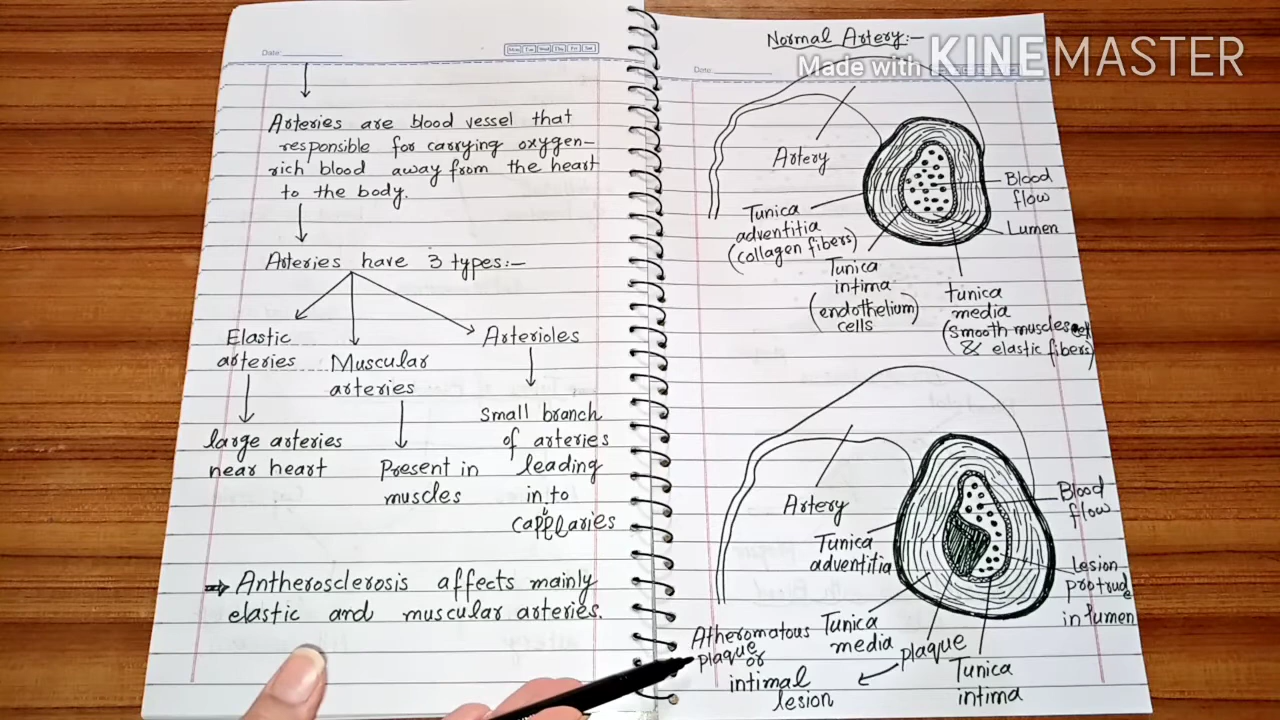 Date:
Mon Tue Wed Thu Fri Sat
Arteries are blood vessel that
responsible for carrying oxygen-
rich blood away from the heart
to the body.
Arteries have 3 types:-
Elastic
arteries
Muscular
arteries
Arterioles
large arteries
near heart
Present in
muscles
small branch
of arteries
leading
in to
cappilaries
Antherosclerosis affects mainly
elastic and muscular arteries.
Normal Artery:-
Date:
Made with KINEMASTER
Artery
Blood
flow
Lumen
Tunica
adventitia
(collagen fibers)
Tunica
intima
(endothelium)
cells
tunica
media
(smooth muscles
& elastic fibers)
Artery
Blood
flow
Tunica
adventitia
Lesion
protrude
in lumen
Tunica
media
plaque
Tunica
intima
Atheromatous
plaque or
intimal
lesion